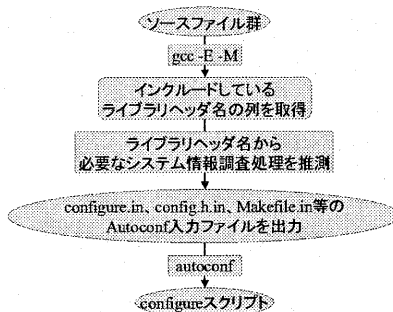 ソースファイル群
gcc -E -M
インクルードしている
ライブラリヘッダ名の列を取得
ライブラリヘッダ名から
必要なシステム情報調査処理を推測
configure.in、config.h.in、Makefile.in等の
Autoconf入力ファイルを出力
autoconf
configureスクリプト